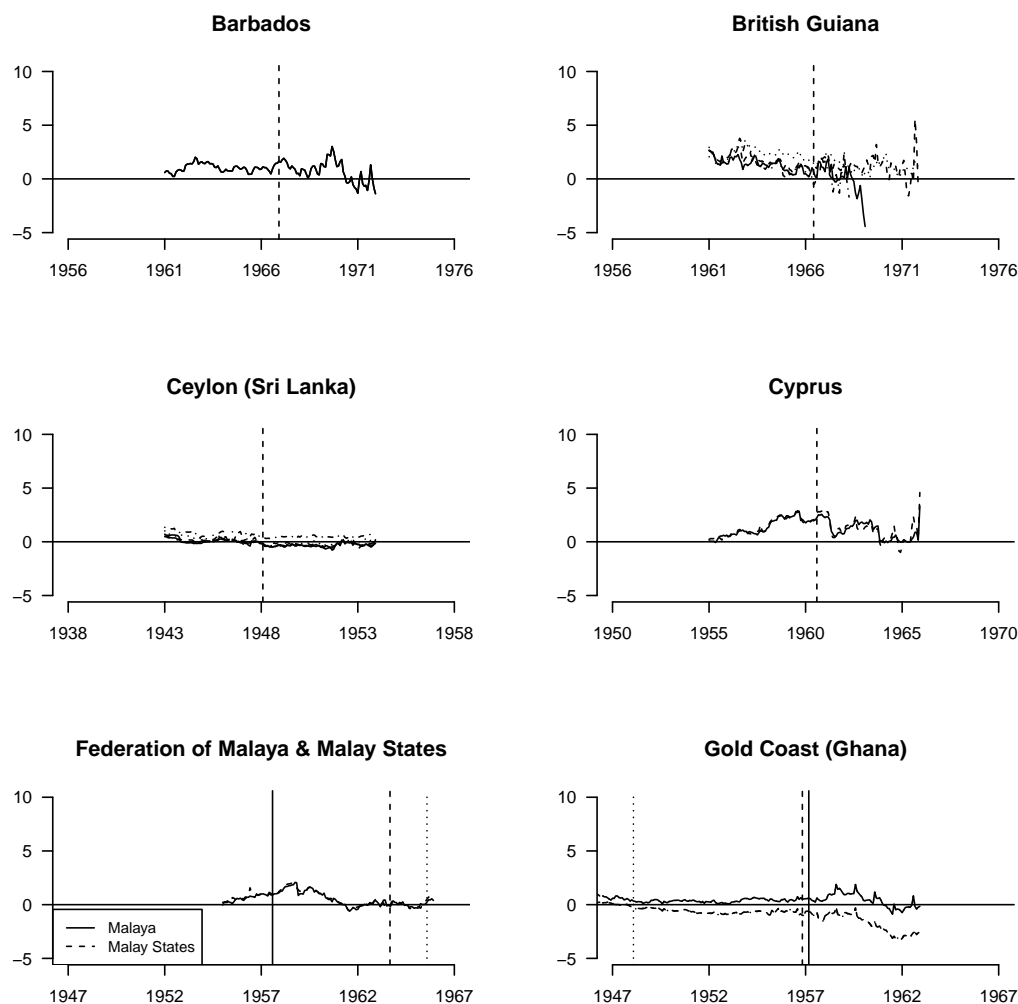 Barbados
10
5
0
−5
1956 1961 1966 1971 1976
British Guiana
10
5
0
−5
1956 1961 1966 1971 1976
Ceylon (Sri Lanka)
10
5
0
−5
1938 1943 1948 1953 1958
Cyprus
10
5
0
−5
1950 1955 1960 1965 1970
Federation of Malaya & Malay States
10
5
0
−5
Malaya
Malay States
1947 1952 1957 1962 1967
Gold Coast (Ghana)
10
5
0
−5
1947 1952 1957 1962 1967